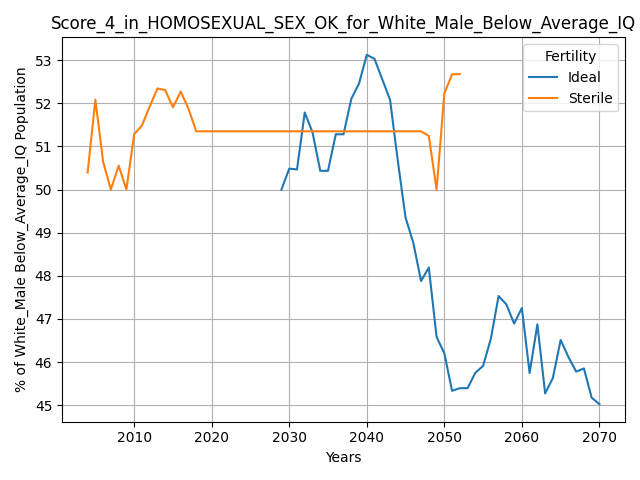 Score_4_in_HOMOSEXUAL_SEX_OK_for_White_Male_Below_Average_IQ
Fertility
Ideal
Sterile
% of White_Male Below_Average_IQ Population
53
52
51
50
49
48
47
46
45
2010
2020
2030
2040
2050
2060
2070
Years